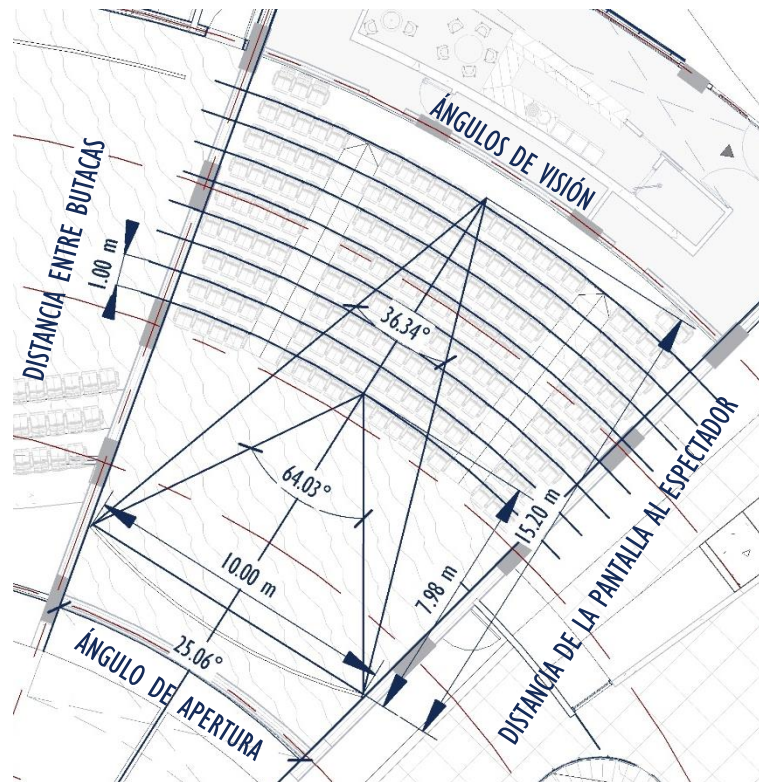 ÁNGULOS DE VISIÓN
DISTANCIA ENTRE BUTACAS
1.00 m
36.34°
64.03°
10.00 m
15.20 m
7.98 m
DISTANCIA DE LA PANTALLA AL ESPECTADOR
25.06°
ÁNGULO DE APERTURA